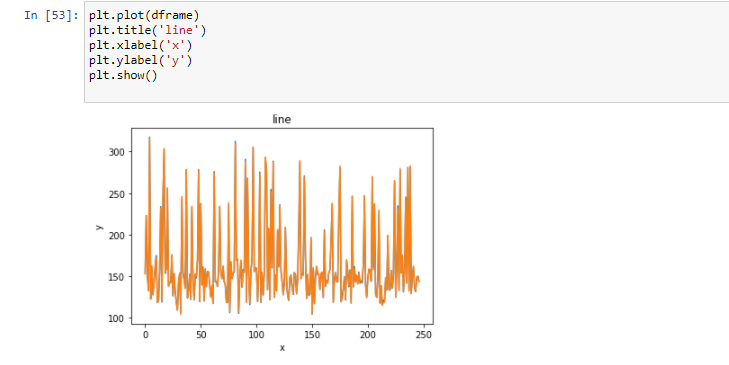 In [53]: plt.plot(dframe)
plt.title('line')
plt.xlabel('x')
plt.ylabel('y')
plt.show()
line
300
250
200
150
100
y
0 50 100 150 200 250
x